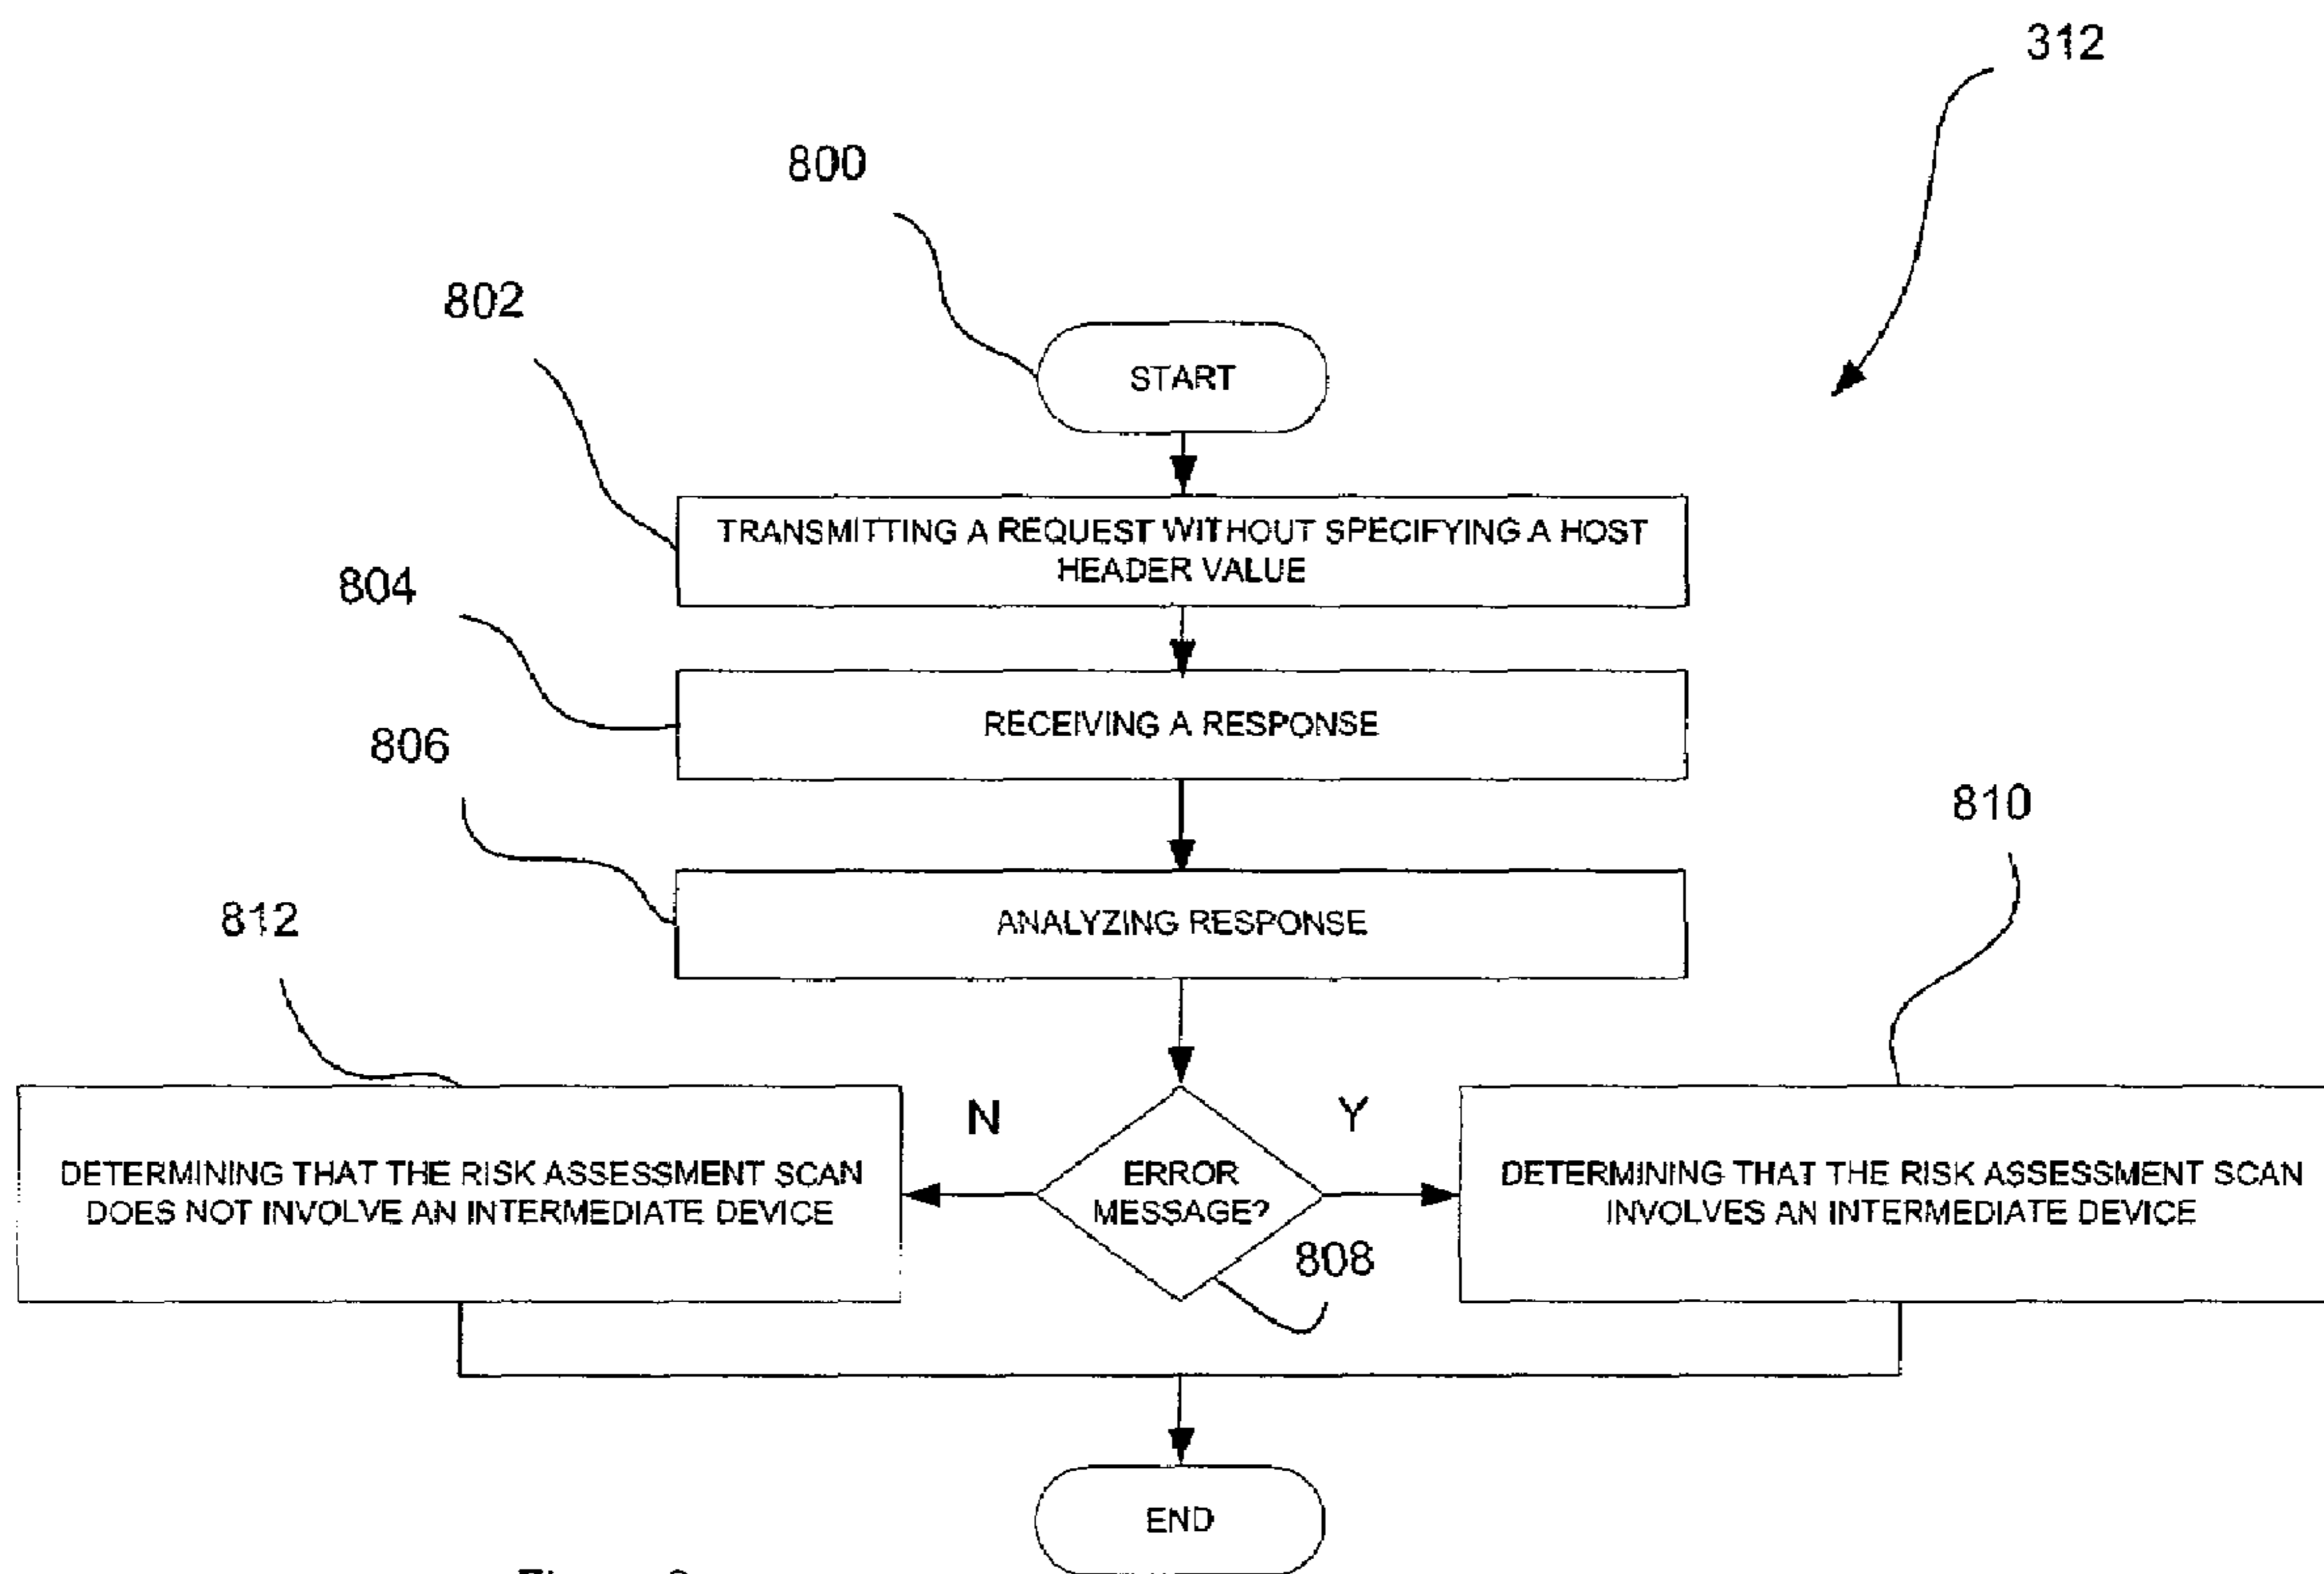 312
800
802
START
TRANSMITTING A REQUEST WITHOUT SPECIFYING A HOST
HEADER VALUE
804
RECEIVING A RESPONSE
806
810
ANALYZING RESPONSE
812
N
Y
DETERMINING THAT THE RISK ASSESSMENT SCAN
DOES NOT INVOLVE AN INTERMEDIATE DEVICE
ERROR
MESSAGE?
DETERMINING THAT THE RISK ASSESSMENT SCAN
INVOLVES AN INTERMEDIATE DEVICE
808
END